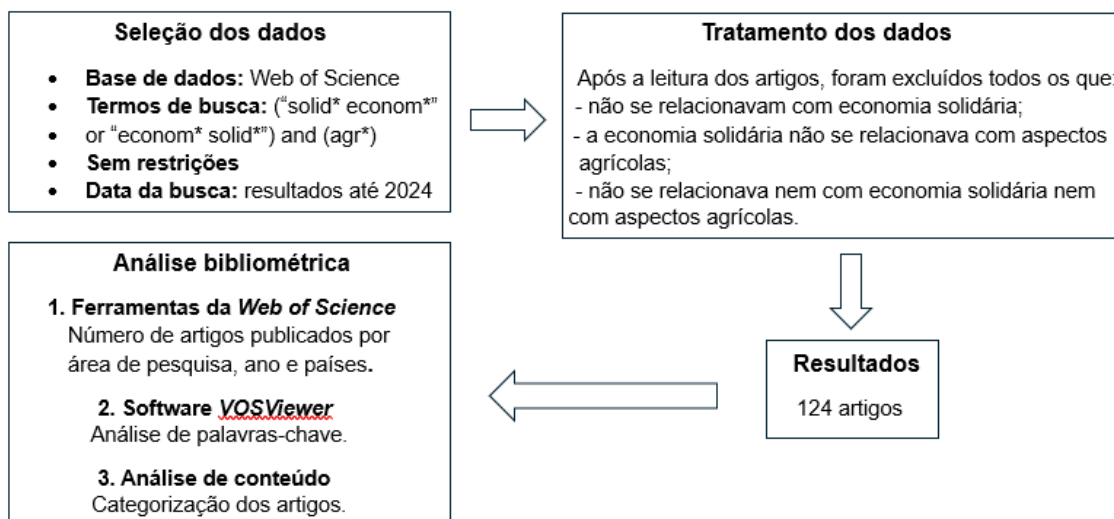 Seleção dos dados
• Base de dados: Web of Science
• Termos de busca: (“solid* econom*”
• or “econom* solid*”) and (agr*)
• Sem restrições
• Data da busca: resultados até 2024
Tratamento dos dados
Após a leitura dos artigos, foram excluídos todos os que:
- não se relacionavam com economia solidária;
- a economia solidária não se relacionava com aspectos
agrícolas;
- não se relacionava nem com economia solidária nem
com aspectos agrícolas.
Resultados
124 artigos
Análise bibliométrica
1. Ferramentas da Web of Science
Número de artigos publicados por
área de pesquisa, ano e países.
2. Software VOSViewer
Análise de palavras-chave.
3. Análise de conteúdo
Categorização dos artigos.